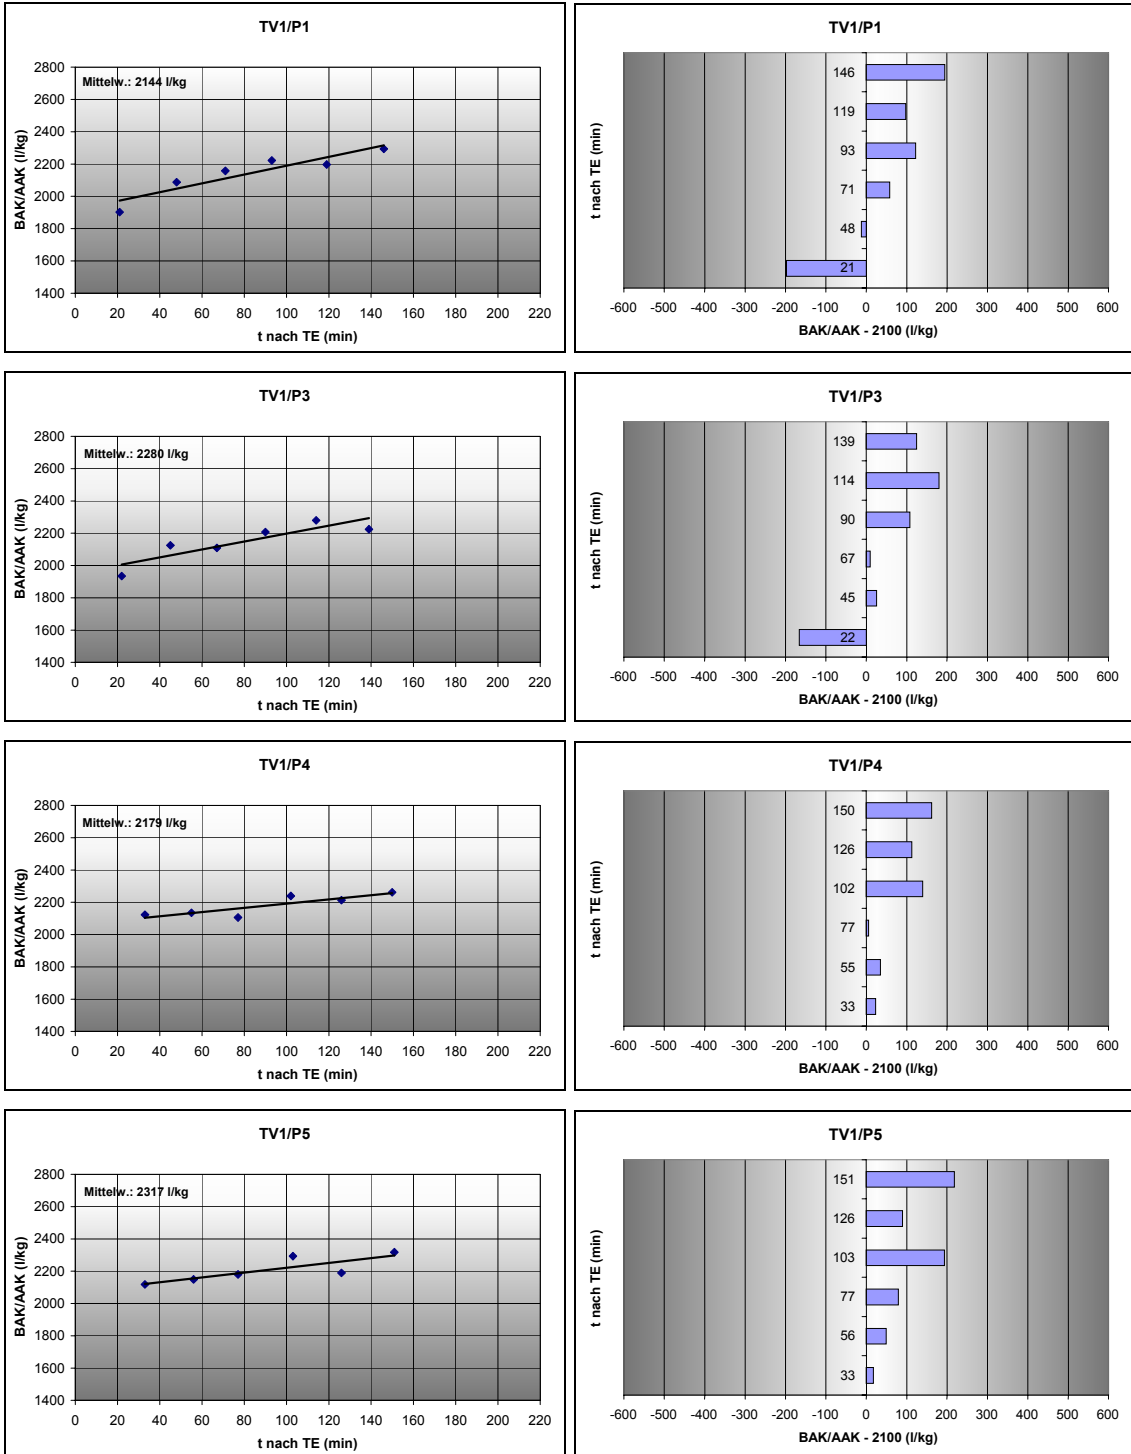 TV1/P1
Mittelw.: 2144 l/kg
BAK/AAK (l/kg)
2800
2600
2400
2200
2000
1800
1600
1400
0 20 40 60 80 100 120 140 160 180 200 220
t nach TE (min)
TV1/P1
t nach TE (min)
146
119
93
71
48
21
-600 -500 -400 -300 -200 -100 0 100 200 300 400 500 600
BAK/AAK - 2100 (l/kg)
TV1/P3
Mittelw.: 2280 l/kg
BAK/AAK (l/kg)
2800
2600
2400
2200
2000
1800
1600
1400
0 20 40 60 80 100 120 140 160 180 200 220
t nach TE (min)
TV1/P3
t nach TE (min)
139
114
90
67
45
22
-600 -500 -400 -300 -200 -100 0 100 200 300 400 500 600
BAK/AAK - 2100 (l/kg)
TV1/P4
Mittelw.: 2179 l/kg
BAK/AAK (l/kg)
2800
2600
2400
2200
2000
1800
1600
1400
0 20 40 60 80 100 120 140 160 180 200 220
t nach TE (min)
TV1/P4
t nach TE (min)
150
126
102
77
55
33
-600 -500 -400 -300 -200 -100 0 100 200 300 400 500 600
BAK/AAK - 2100 (l/kg)
TV1/P5
Mittelw.: 2317 l/kg
BAK/AAK (l/kg)
2800
2600
2400
2200
2000
1800
1600
1400
0 20 40 60 80 100 120 140 160 180 200 220
t nach TE (min)
TV1/P5
t nach TE (min)
151
126
103
77
56
33
-600 -500 -400 -300 -200 -100 0 100 200 300 400 500 600
BAK/AAK - 2100 (l/kg)